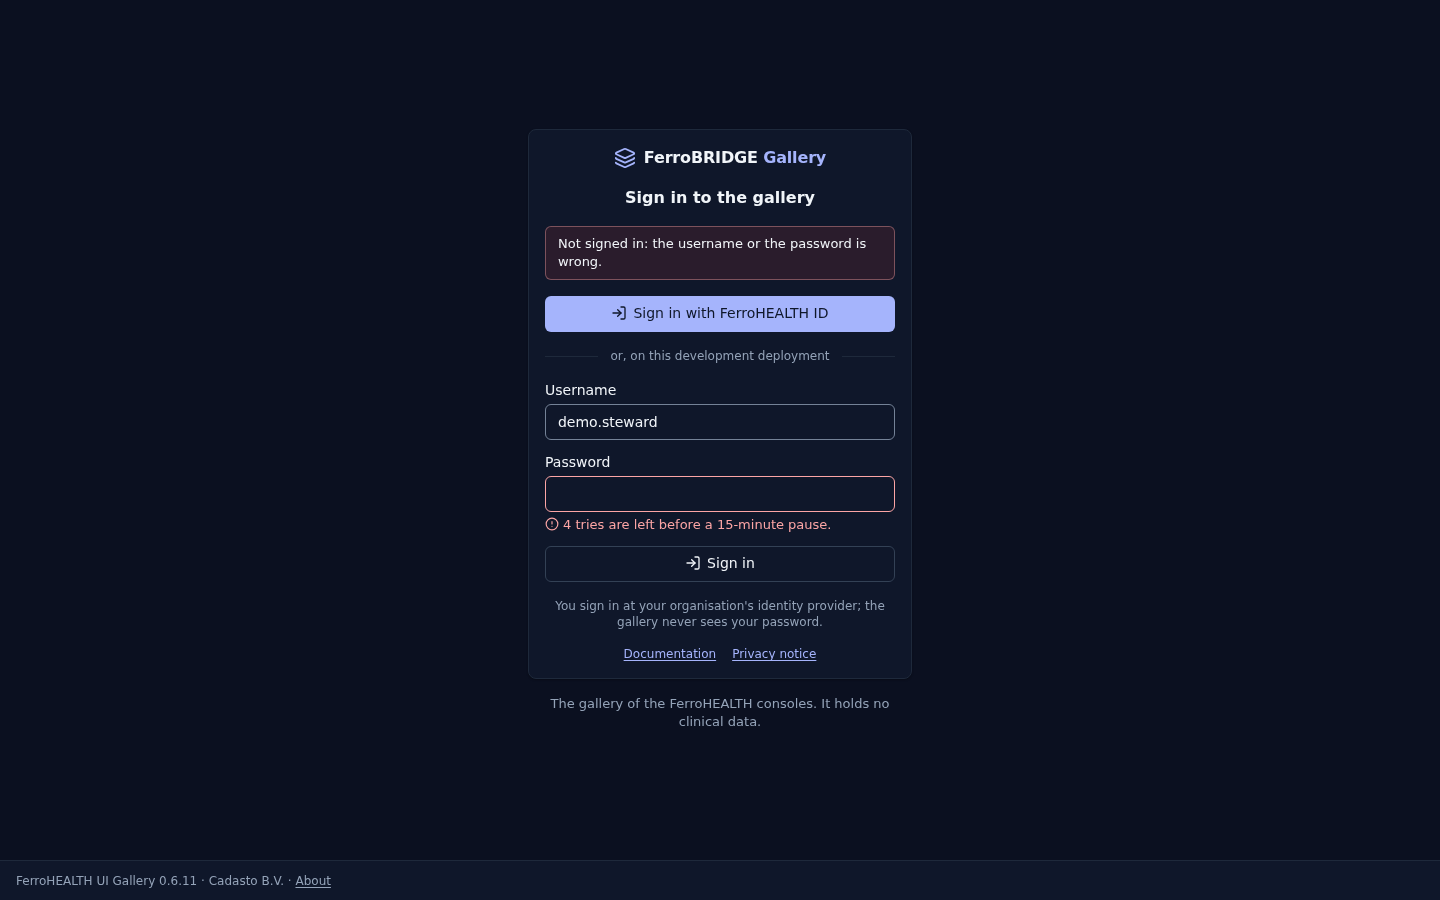 FerroBRIDGE Gallery
Sign in to the gallery
Not signed in: the username or the password is
wrong.
Sign in with FerroHEALTH ID
or, on this development deployment
Username
demo.steward
Password
4 tries are left before a 15-minute pause.
Sign in
You sign in at your organisation's identity provider; the
gallery never sees your password.
Documentation Privacy notice
The gallery of the FerroHEALTH consoles. It holds no
clinical data.
FerroHEALTH UI Gallery 0.6.11 · Cadasto B.V. · About